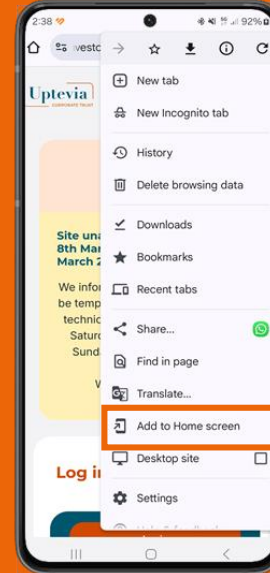 2:38
92%
vestc
New tab
Uptevia
CORPORATE TRUST
New Incognito tab
History
Delete browsing data
Site una
8th Mar
March 2
Downloads
Bookmarks
We infor
be temp
technic
Saturd
Sund
Recent tabs
Share...
Find in page
Translate...
Add to Home screen
Desktop site
Log i
Settings